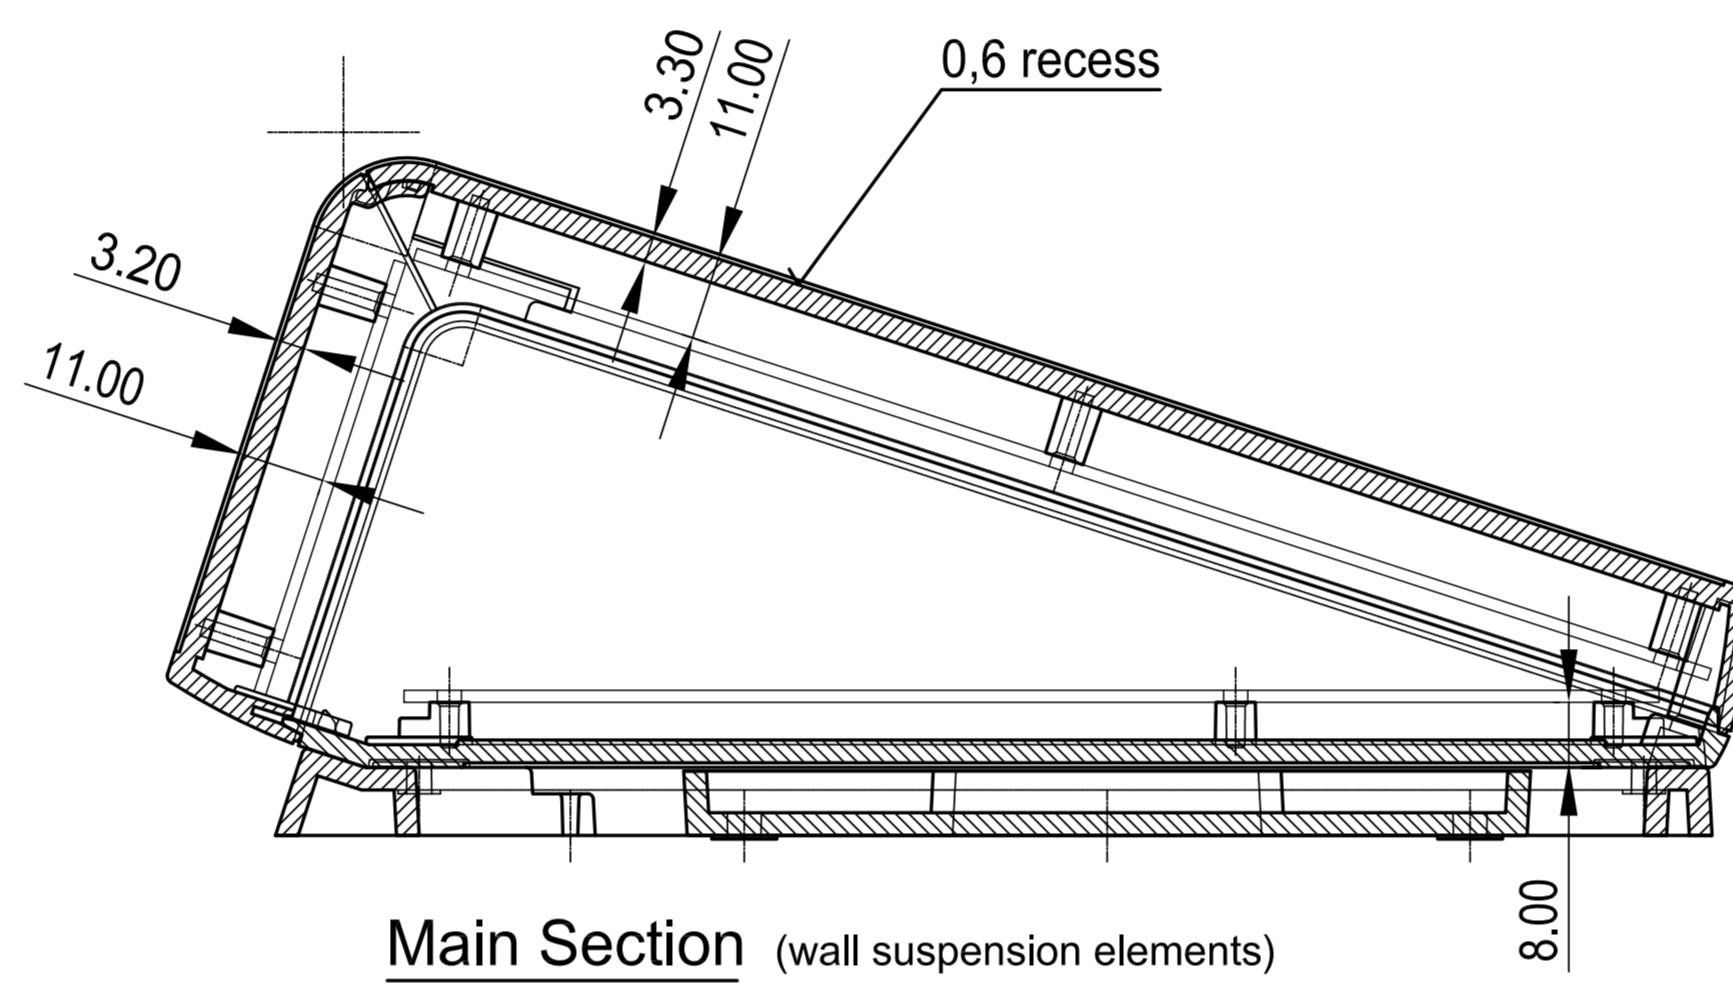 3.30
11.00
0,6 recess
3.20
11.00
8.00
Main Section (wall suspension elements)